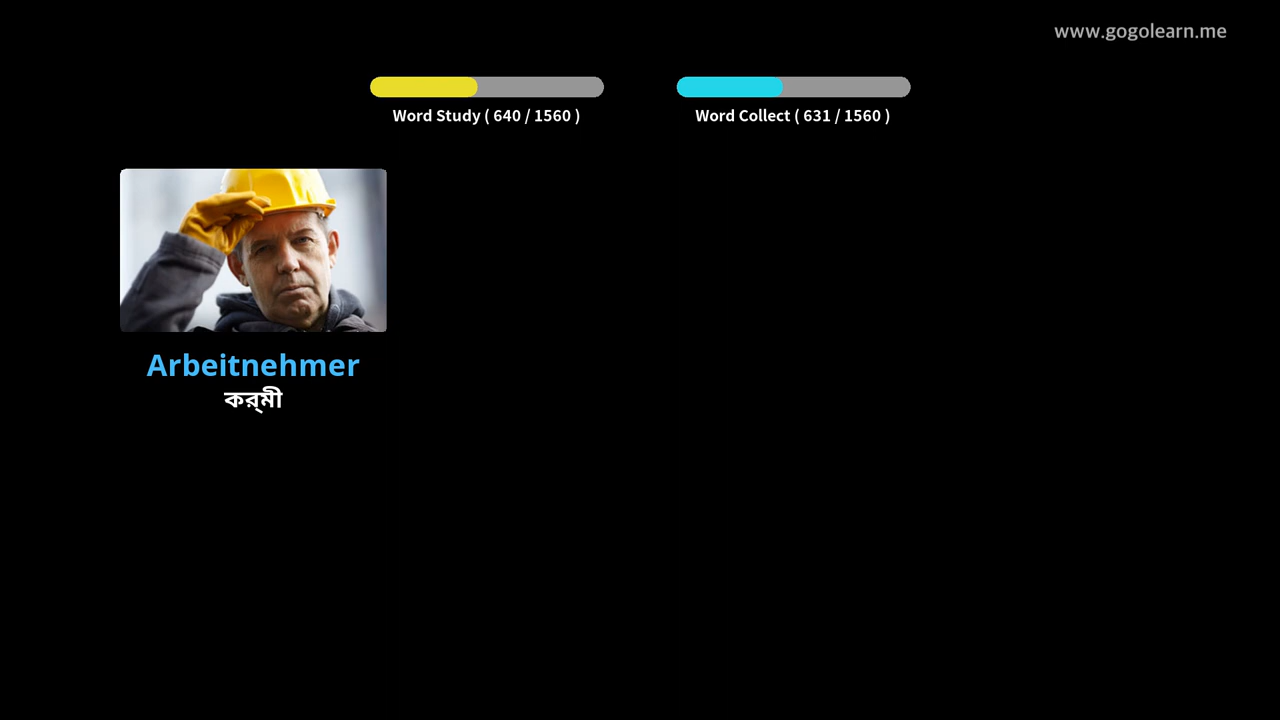 www.gogolearn.me
Word Study ( 640 / 1560 )
Word Collect ( 631 / 1560 )
Arbeitnehmer
কর্মী